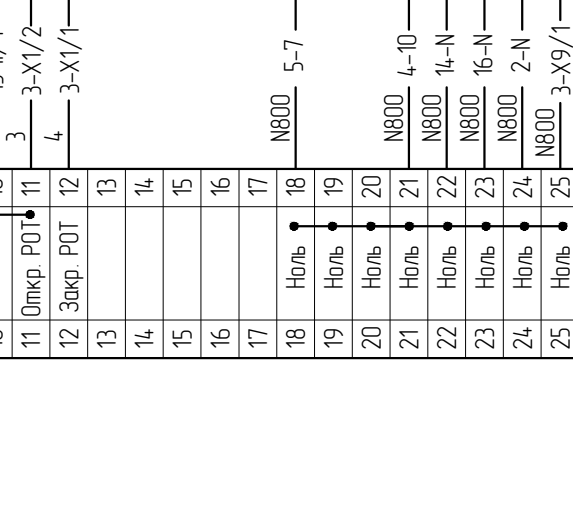 3 3-X1/2
4 3-X1/1
N800 5-7
N800 4-10
N800 14-N
N800 16-N
N800 2-N
N800 3-X9/1
11 12 13 14 15 16 17 18 19 20 21 22 23 24 25
Откр. РОТ
Закр. РОТ
Ноль
Ноль
Ноль
Ноль
Ноль
Ноль
Ноль
Ноль
11 12 13 14 15 16 17 18 19 20 21 22 23 24 25